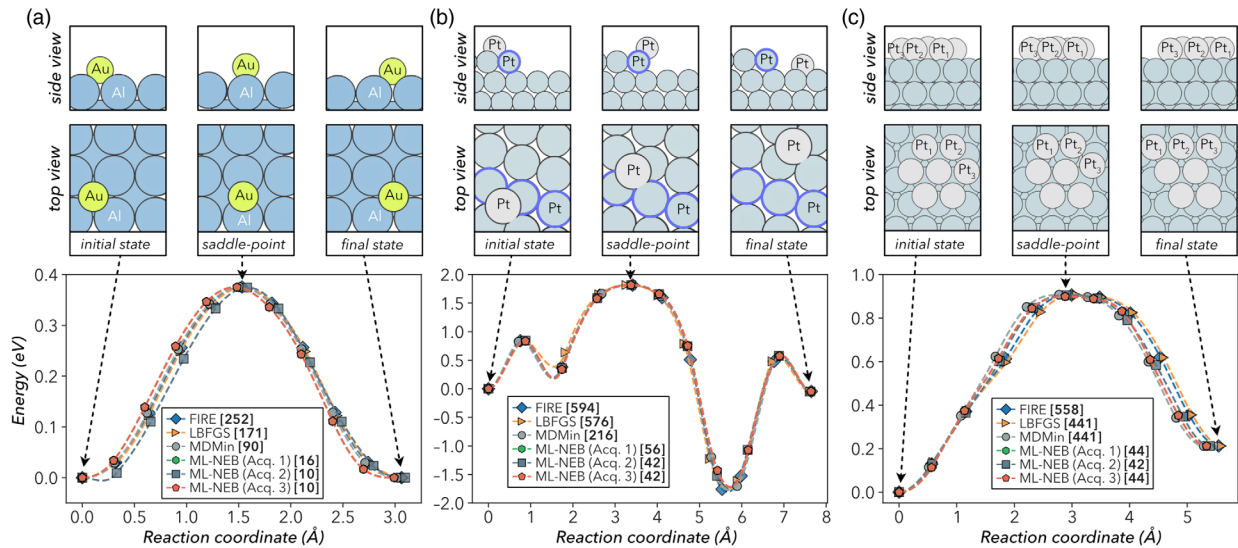 (a)
side view
Au
Al
Au
Au
top view
Au
Al
Au
Al
Au
Al
initial state
saddle-point
final state
Energy (eV)
0.4
0.3
0.2
0.1
0.0
FIRE [252]
LBFGS [171]
MDMin [90]
ML-NEB (Acq. 1) [16]
ML-NEB (Acq. 2) [10]
ML-NEB (Acq. 3) [10]
0.0 0.5 1.0 1.5 2.0 2.5 3.0
Reaction coordinate (Å)
(b)
side view
Pt
Pt
Pt
Pt
Pt
Pt
top view
Pt
Pt
Pt
Pt
Pt
Pt
initial state
saddle-point
final state
2.0
1.5
1.0
0.5
0.0
−0.5
−1.0
−1.5
−2.0
FIRE [594]
LBFGS [576]
MDMin [216]
ML-NEB (Acq. 1) [56]
ML-NEB (Acq. 2) [42]
ML-NEB (Acq. 3) [42]
0 1 2 3 4 5 6 7 8
Reaction coordinate (Å)
(c)
side view
Pt3 Pt2 Pt1
Pt3 Pt2 Pt1
Pt3 Pt2 Pt1
top view
Pt1 Pt2 Pt3
Pt1 Pt2 Pt3
Pt1 Pt2 Pt3
initial state
saddle-point
final state
1.0
0.8
0.6
0.4
0.2
0.0
FIRE [558]
LBFGS [441]
MDMin [441]
ML-NEB (Acq. 1) [44]
ML-NEB (Acq. 2) [42]
ML-NEB (Acq. 3) [44]
0 1 2 3 4 5
Reaction coordinate (Å)